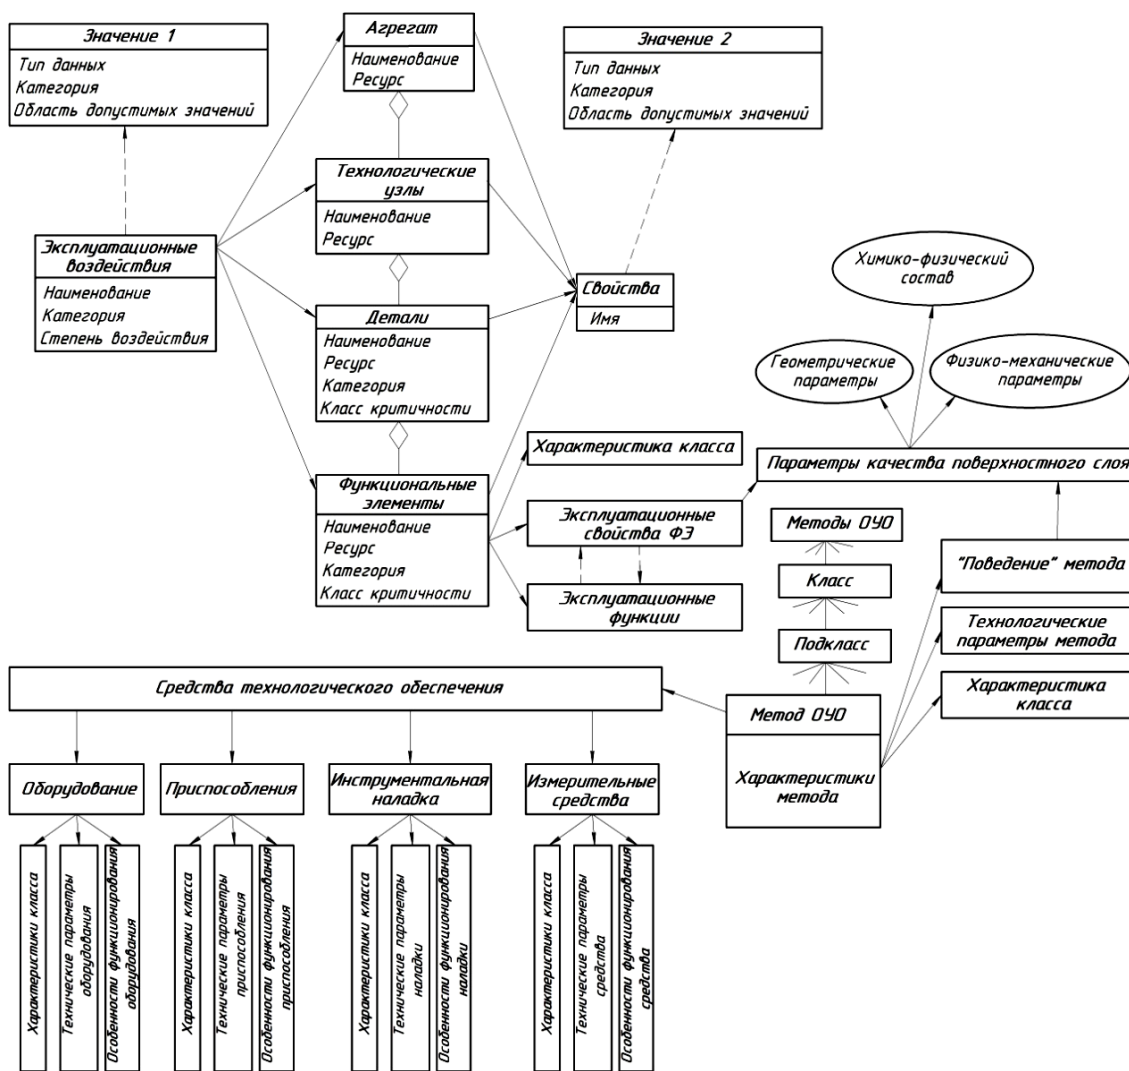 Значение 1
Тип данных
Категория
Область допустимых значений
Агрегат
Наименование
Ресурс
Значение 2
Тип данных
Категория
Область допустимых значений
Технологические
узлы
Наименование
Ресурс
Эксплуатационные
воздействия
Наименование
Категория
Степень воздействия
Свойства
Имя
Детали
Наименование
Ресурс
Категория
Класс критичности
Химико-физический
состав
Геометрические
параметры
Физико-механические
параметры
Функциональные
элементы
Наименование
Ресурс
Категория
Класс критичности
Характеристика класса
Параметры качества поверхностного слоя
Эксплуатационные
свойства ФЭ
Эксплуатационные
функции
Методы ОУО
Класс
Подкласс
"Поведение" метода
Технологические
параметры метода
Характеристика
класса
Средства технологического обеспечения
Метод ОУО
Характеристики
метода
Оборудование
Приспособления
Инструментальная
наладка
Измерительные
средства
Характеристики класса
Технические параметры
оборудования
Особенности функционирования
оборудования
Характеристики класса
Технические параметры
приспособления
Особенности функционирования
приспособления
Характеристики класса
Технические параметры
наладки
Особенности функционирования
наладки
Характеристики класса
Технические параметры
средства
Особенности функционирования
средства